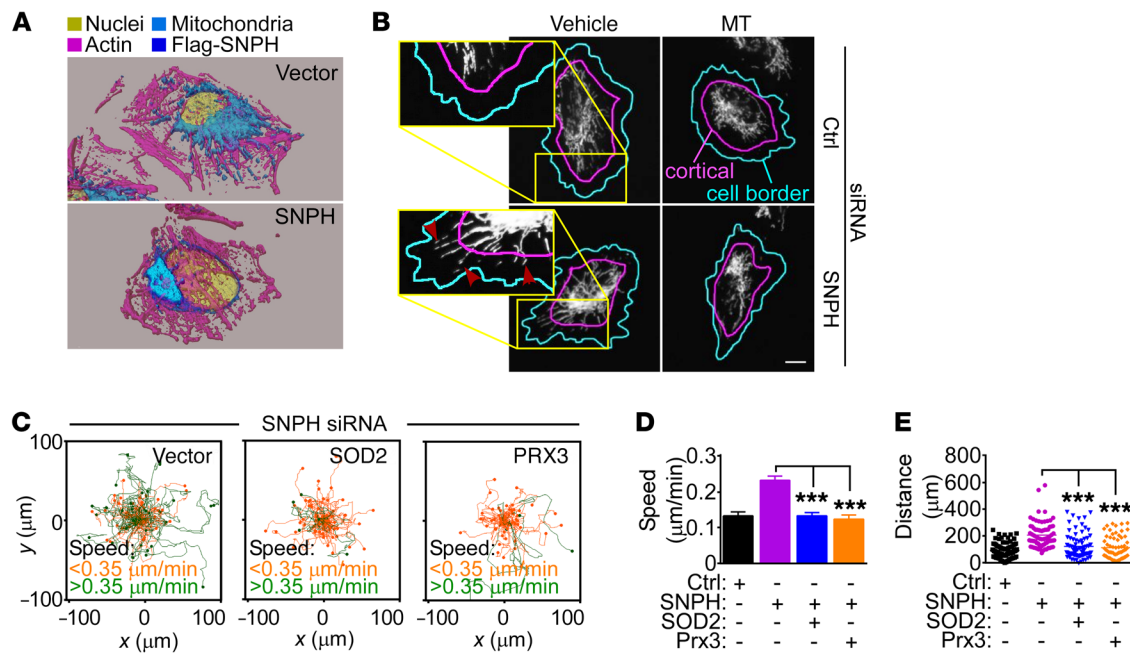 A
Nuclei Mitochondria
Actin Flag-SNPH
Vector
SNPH
B
Vehicle MT
cortical
cell border
Ctrl
SNPH
siRNA
C
SNPH siRNA
Vector SOD2 PRX3
100
0
–100
y (μm)
Speed: Speed: Speed:
<0.35 μm/min <0.35 μm/min <0.35 μm/min
>0.35 μm/min >0.35 μm/min >0.35 μm/min
–100 0 100 –100 0 100 –100 0 100
x (μm) x (μm) x (μm)
D
Speed
(μm/min)
0.3
0.2
0.1
0
*** ***
Ctrl: + - - -
SNPH: - + + +
SOD2: - - + -
Prx3: - - - +
E
Distance
(μm)
800
600
400
200
0
*** ***
Ctrl: + - - -
SNPH: - + + +
SOD2: - - + -
Prx3: - - - +